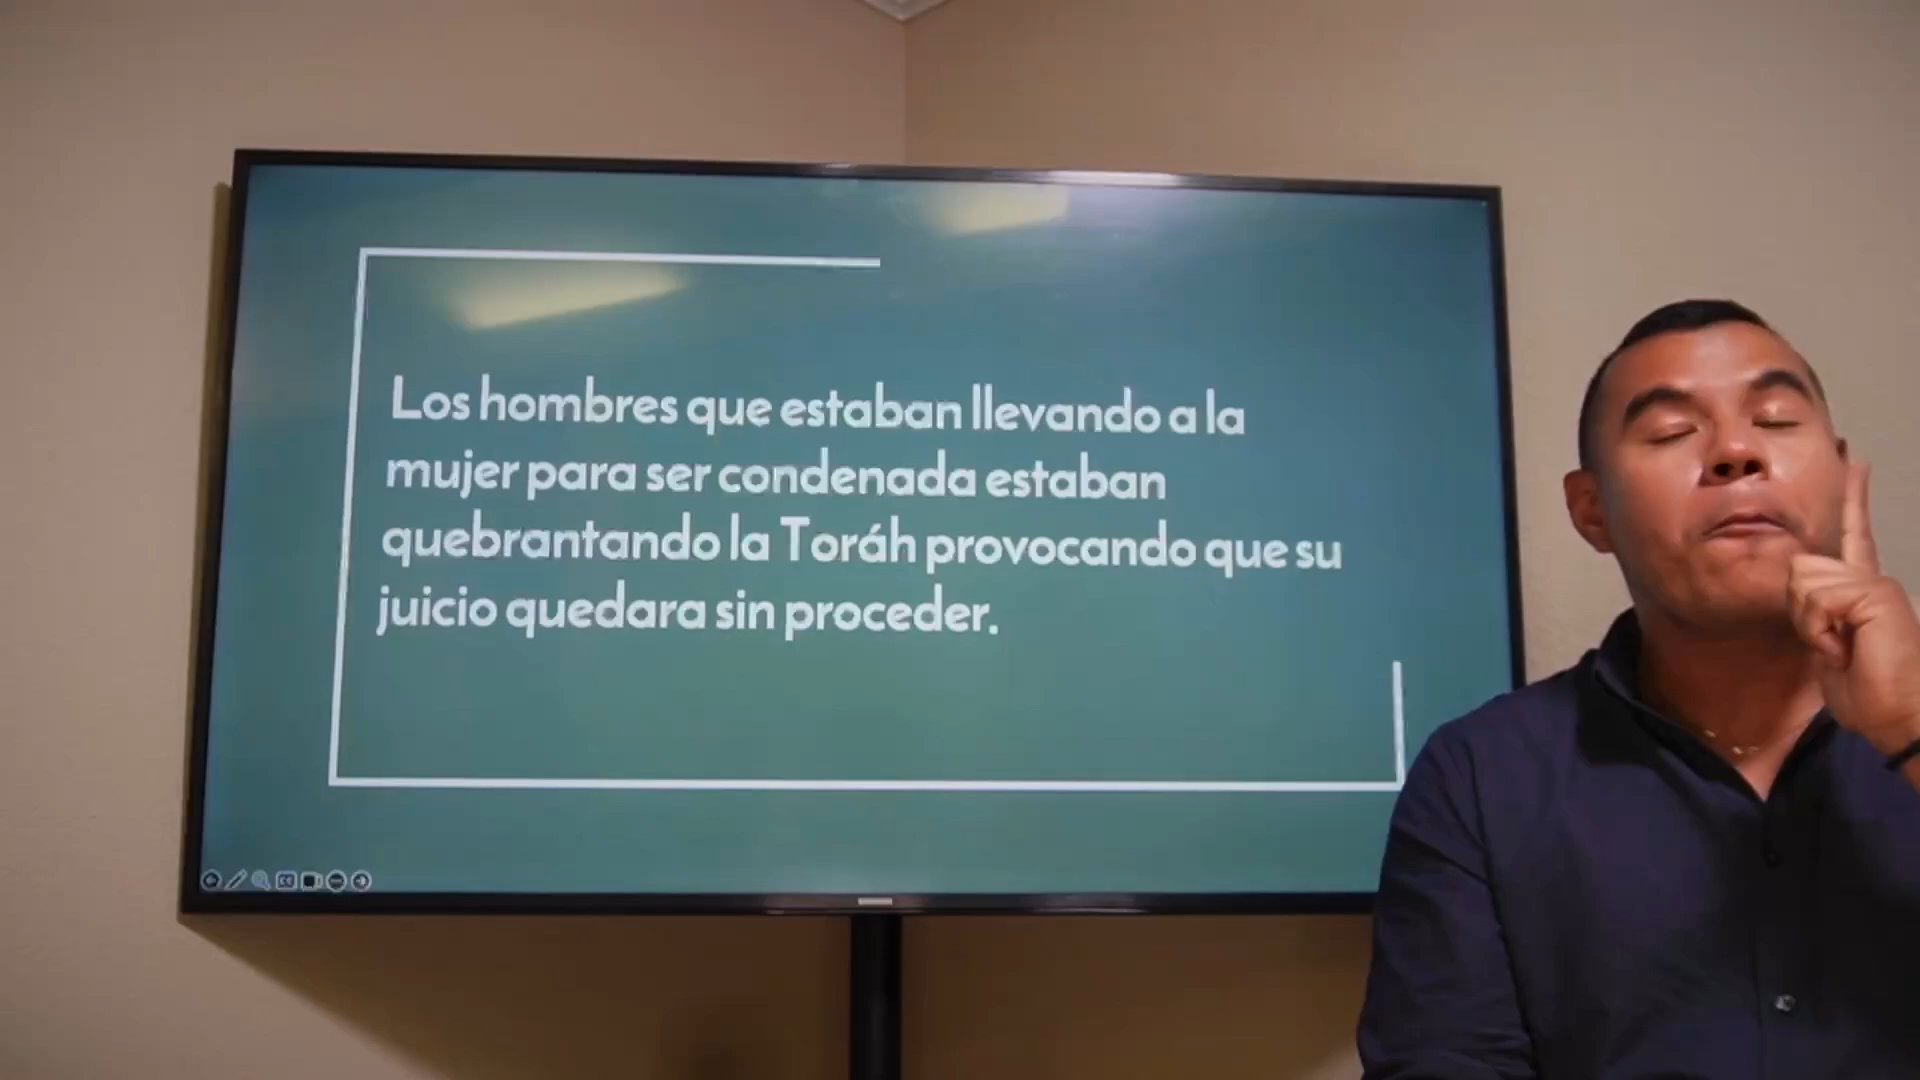 Los hombres que estaban llevando a la
mujer para ser condenada estaban
quebrantando la Toráh provocando que su
juicio quedara sin proceder.